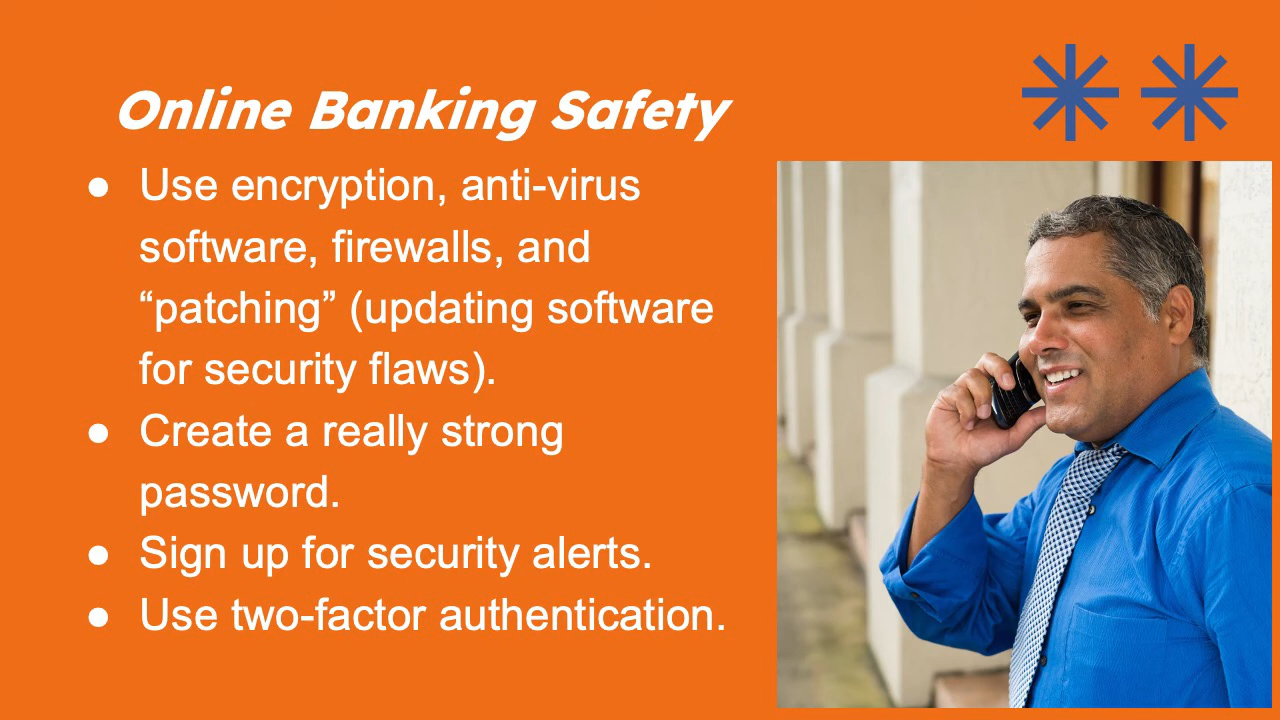 Online Banking Safety
● Use encryption, anti-virus
software, firewalls, and
“patching” (updating software
for security flaws).
● Create a really strong
password.
● Sign up for security alerts.
● Use two-factor authentication.